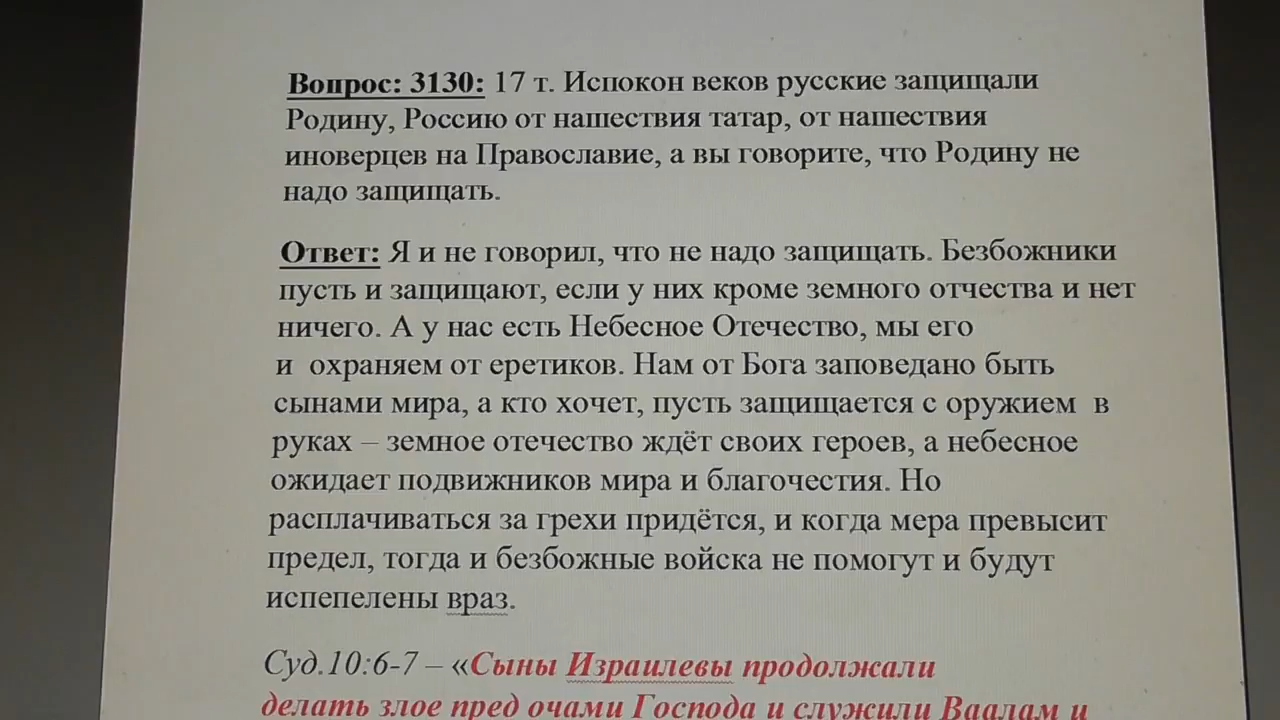 Вопрос: 3130: 17 т. Испокон веков русские защищали
Родину, Россию от нашествия татар, от нашествия
иноверцев на Православие, а вы говорите, что Родину не
надо защищать.
Ответ: Я и не говорил, что не надо защищать. Безбожники
пусть и защищают, если у них кроме земного отчества и нет
ничего. А у нас есть Небесное Отечество, мы его
и охраняем от еретиков. Нам от Бога заповедано быть
сынами мира, а кто хочет, пусть защищается с оружием в
руках – земное отечество ждёт своих героев, а небесное
ожидает подвижников мира и благочестия. Но
расплачиваться за грехи придётся, и когда мера превысит
предел, тогда и безбожные войска не помогут и будут
испепелены враз.
Суд.10:6-7 – «Сыны Израилевы продолжали
делать злое пред очами Господа и служили Ваалам и